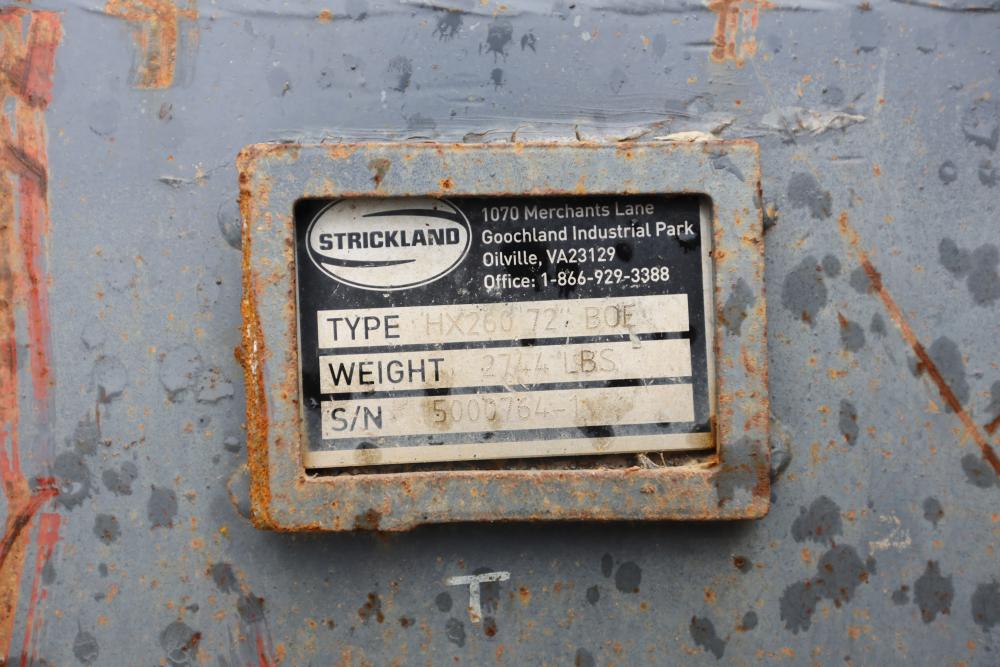 STRICKLAND
1070 Merchants Lane
Goochland Industrial Park
Oilville, VA23129
Office: 1-866-929-3388
TYPE HX260 72" BOE
WEIGHT 2744 LBS
S/N
T